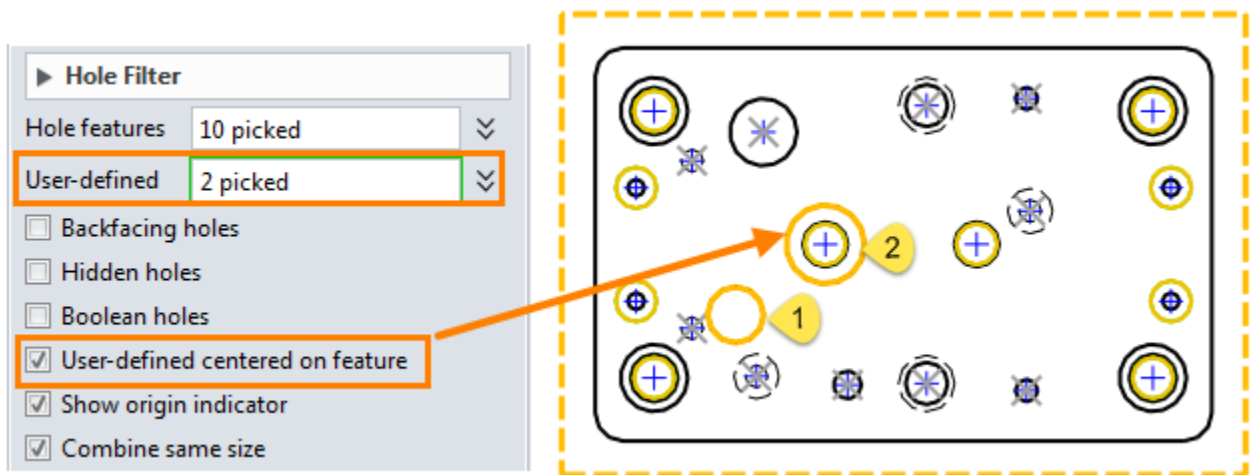 Hole Filter
Hole features 10 picked
User-defined 2 picked
Backfacing holes
Hidden holes
Boolean holes
User-defined centered on feature
Show origin indicator
Combine same size
2
1